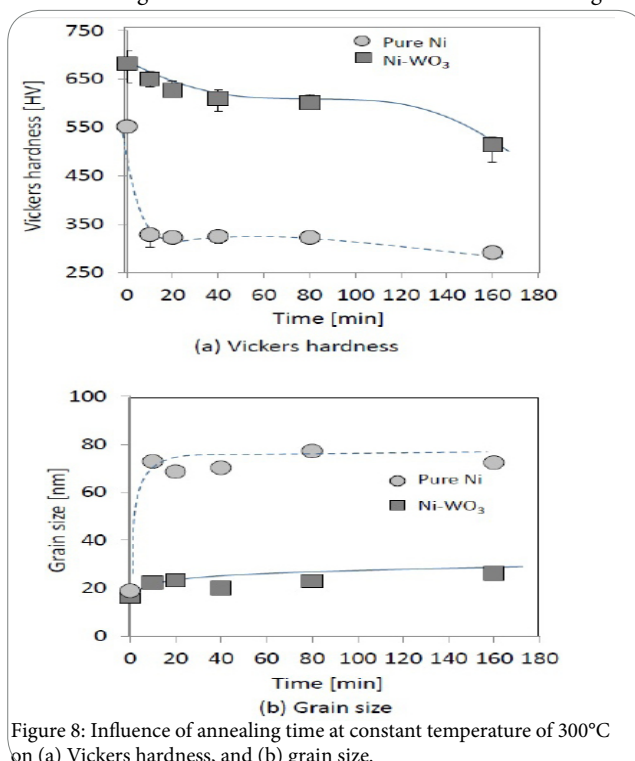 750
650
550
450
350
250
Vickers hardness [HV]
Pure Ni
Ni-WO₃
0 20 40 60 80 100 120 140 160 180
Time [min]
(a) Vickers hardness
100
80
60
40
20
0
Grain size [nm]
Pure Ni
Ni-WO₃
0 20 40 60 80 100 120 140 160 180
Time [min]
(b) Grain size
Figure 8: Influence of annealing time at constant temperature of 300°C
on (a) Vickers hardness, and (b) grain size.